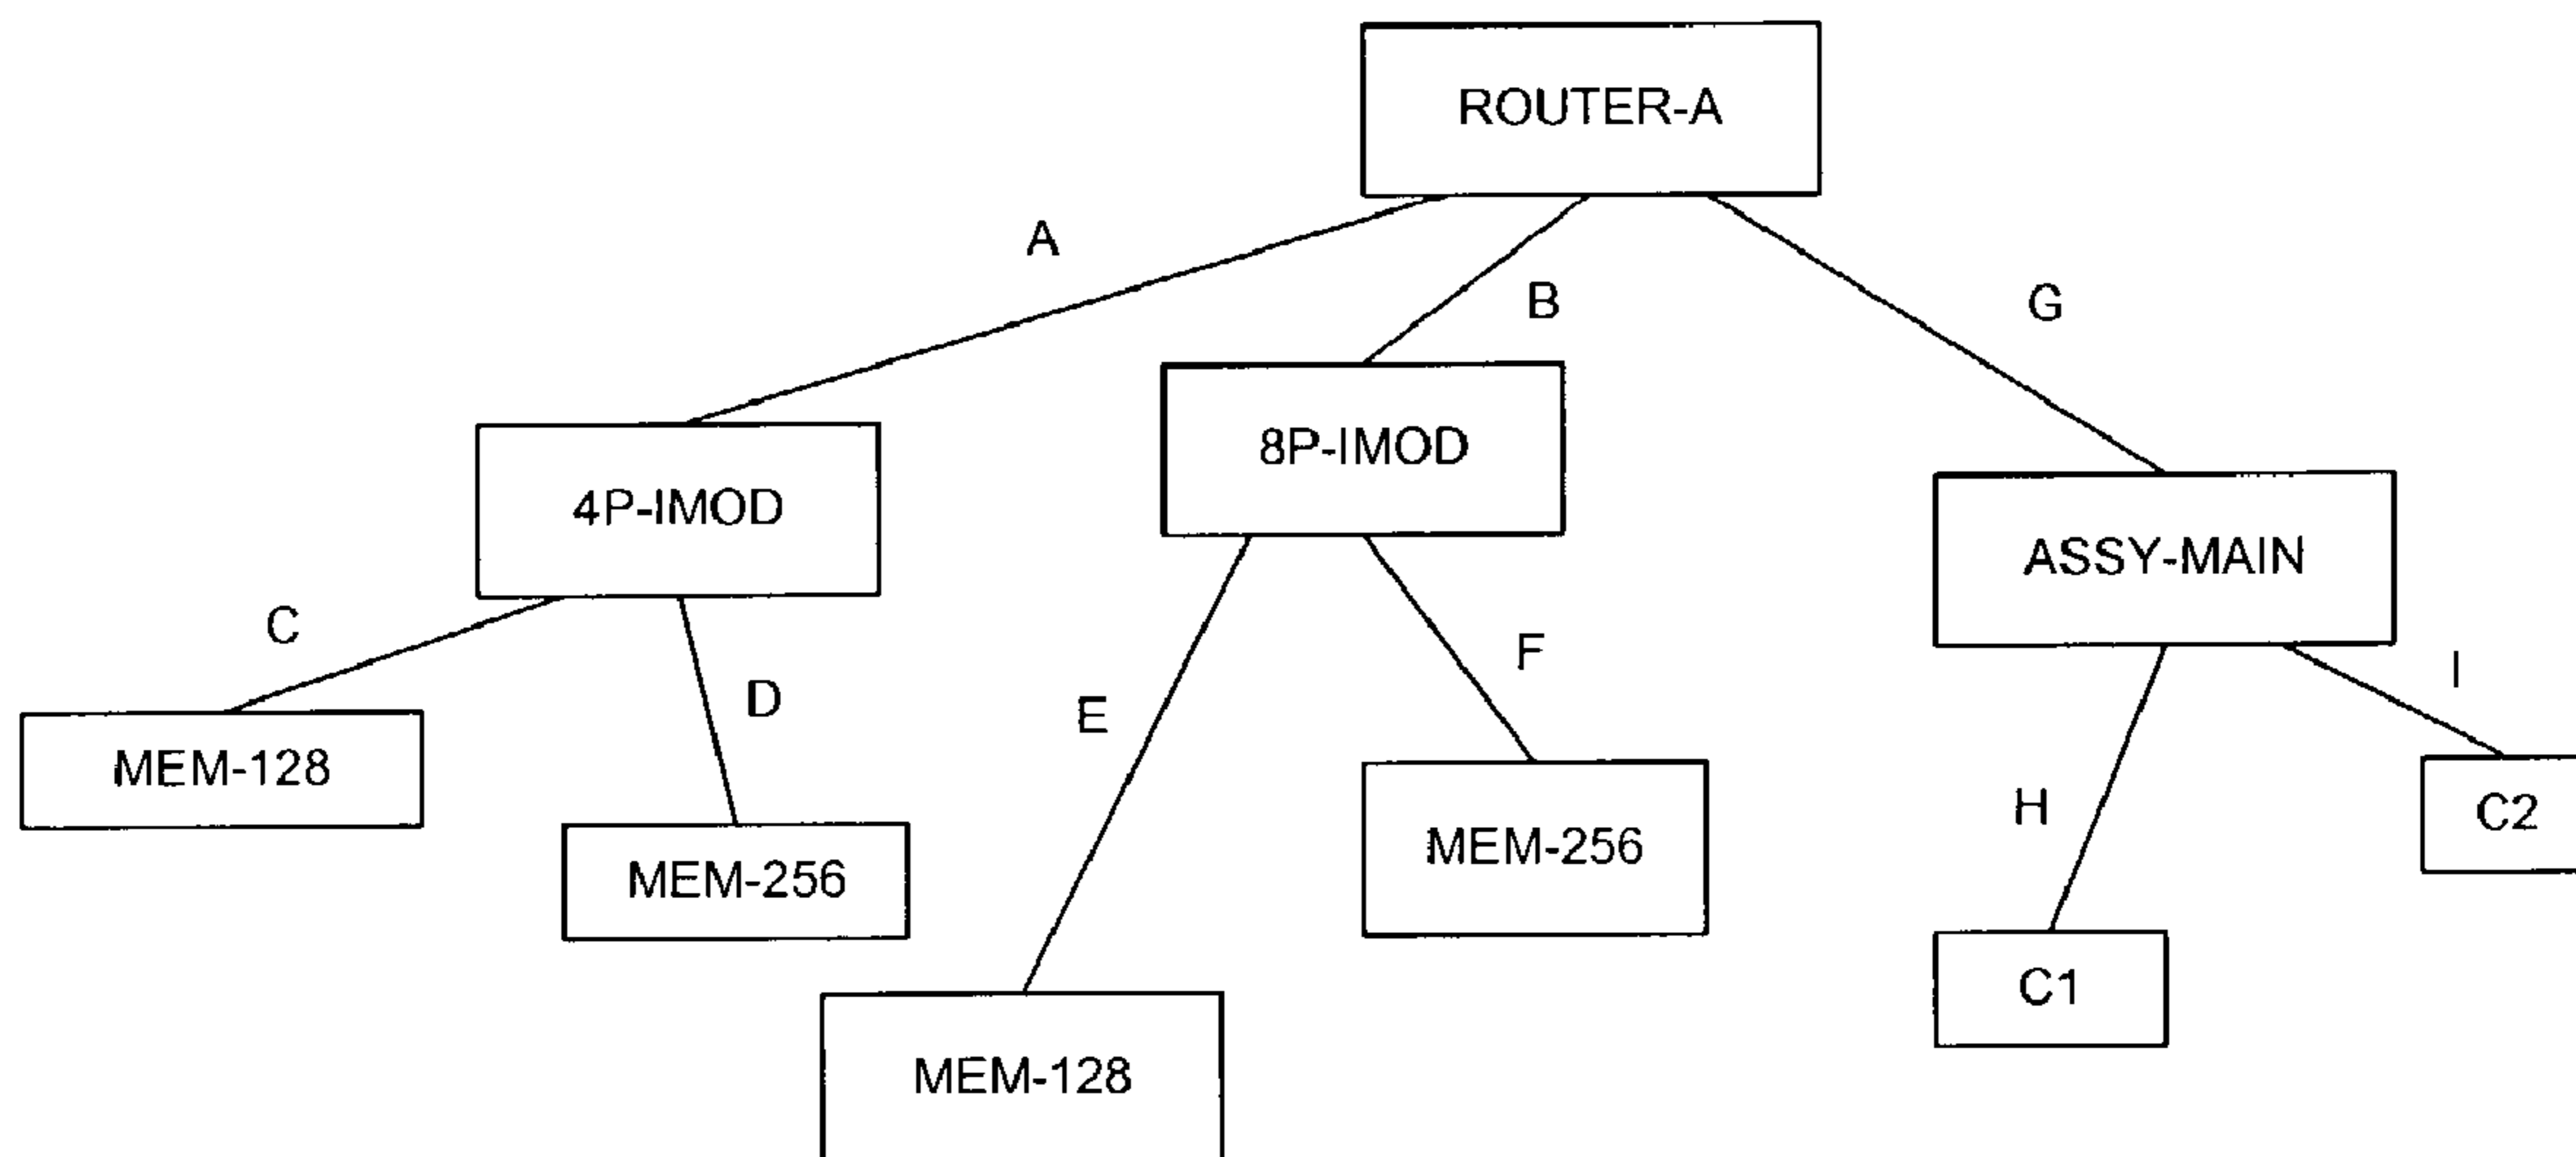 ROUTER-A
A
B
G
4P-IMOD
8P-IMOD
ASSY-MAIN
C
D
E
F
H
I
MEM-128
MEM-256
MEM-128
MEM-256
C1
C2